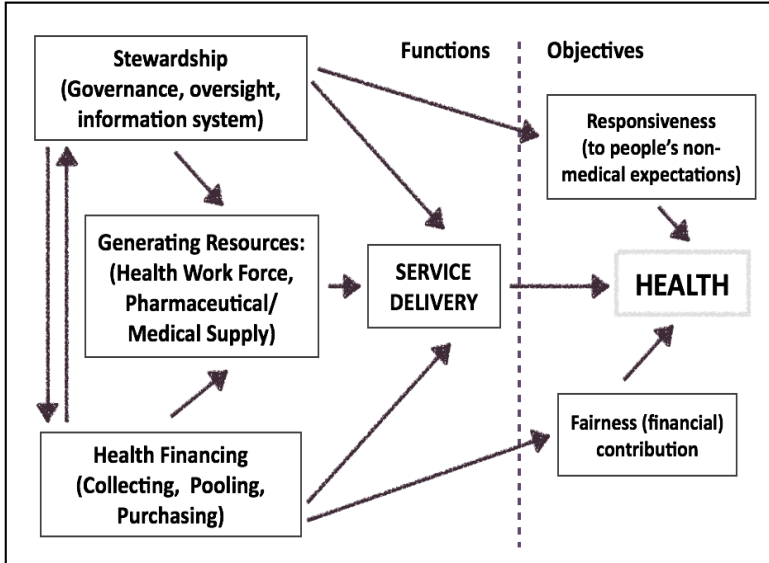 Stewardship
(Governance, oversight,
information system)
Functions
Objectives
Responsiveness
(to people's non-
medical expectations)
Generating Resources:
(Health Work Force,
Pharmaceutical/
Medical Supply)
SERVICE
DELIVERY
HEALTH
Fairness (financial)
contribution
Health Financing
(Collecting, Pooling,
Purchasing)